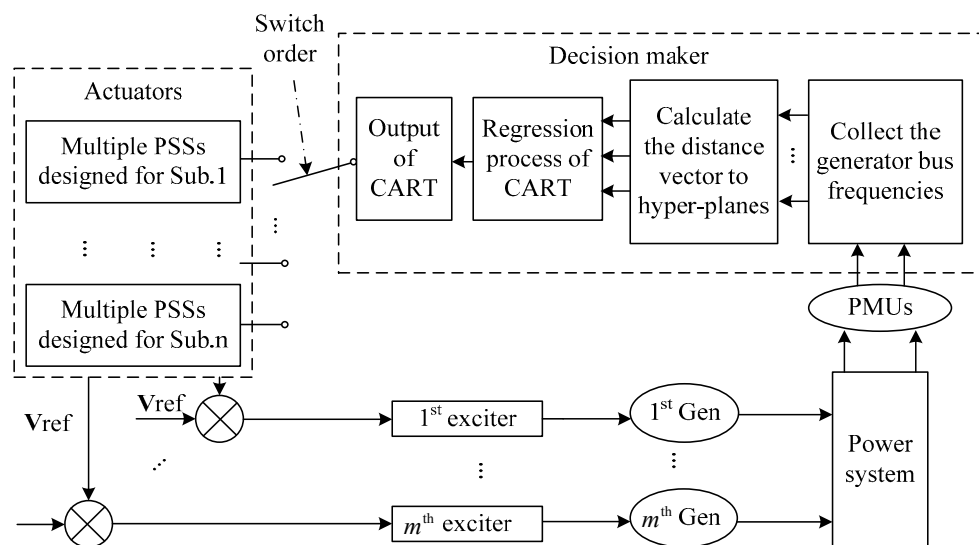 Switch
order
Decision maker
Actuators
Multiple PSSs
designed for Sub.1
Output
of
CART
Regression
process of
CART
Calculate
the distance
vector to
hyper-planes
Collect the
generator bus
frequencies
Multiple PSSs
designed for Sub.n
PMUs
Vref
Vref
1st exciter
1st Gen
Power
system
mth exciter
mth Gen